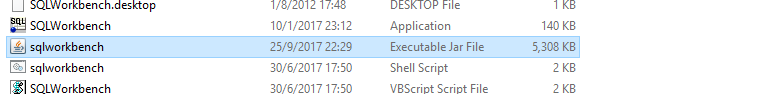 SQLWorkbench.desktop 1/8/2012 17:48 DESKTOP File 1 KB
SQL SQLWorkbench 10/1/2017 23:12 Application 140 KB
sqlworkbench 25/9/2017 22:29 Executable Jar File 5,308 KB
sqlworkbench 30/6/2017 17:50 Shell Script 2 KB
SQLWorkbench 30/6/2017 17:50 VBScript Script File 2 KB